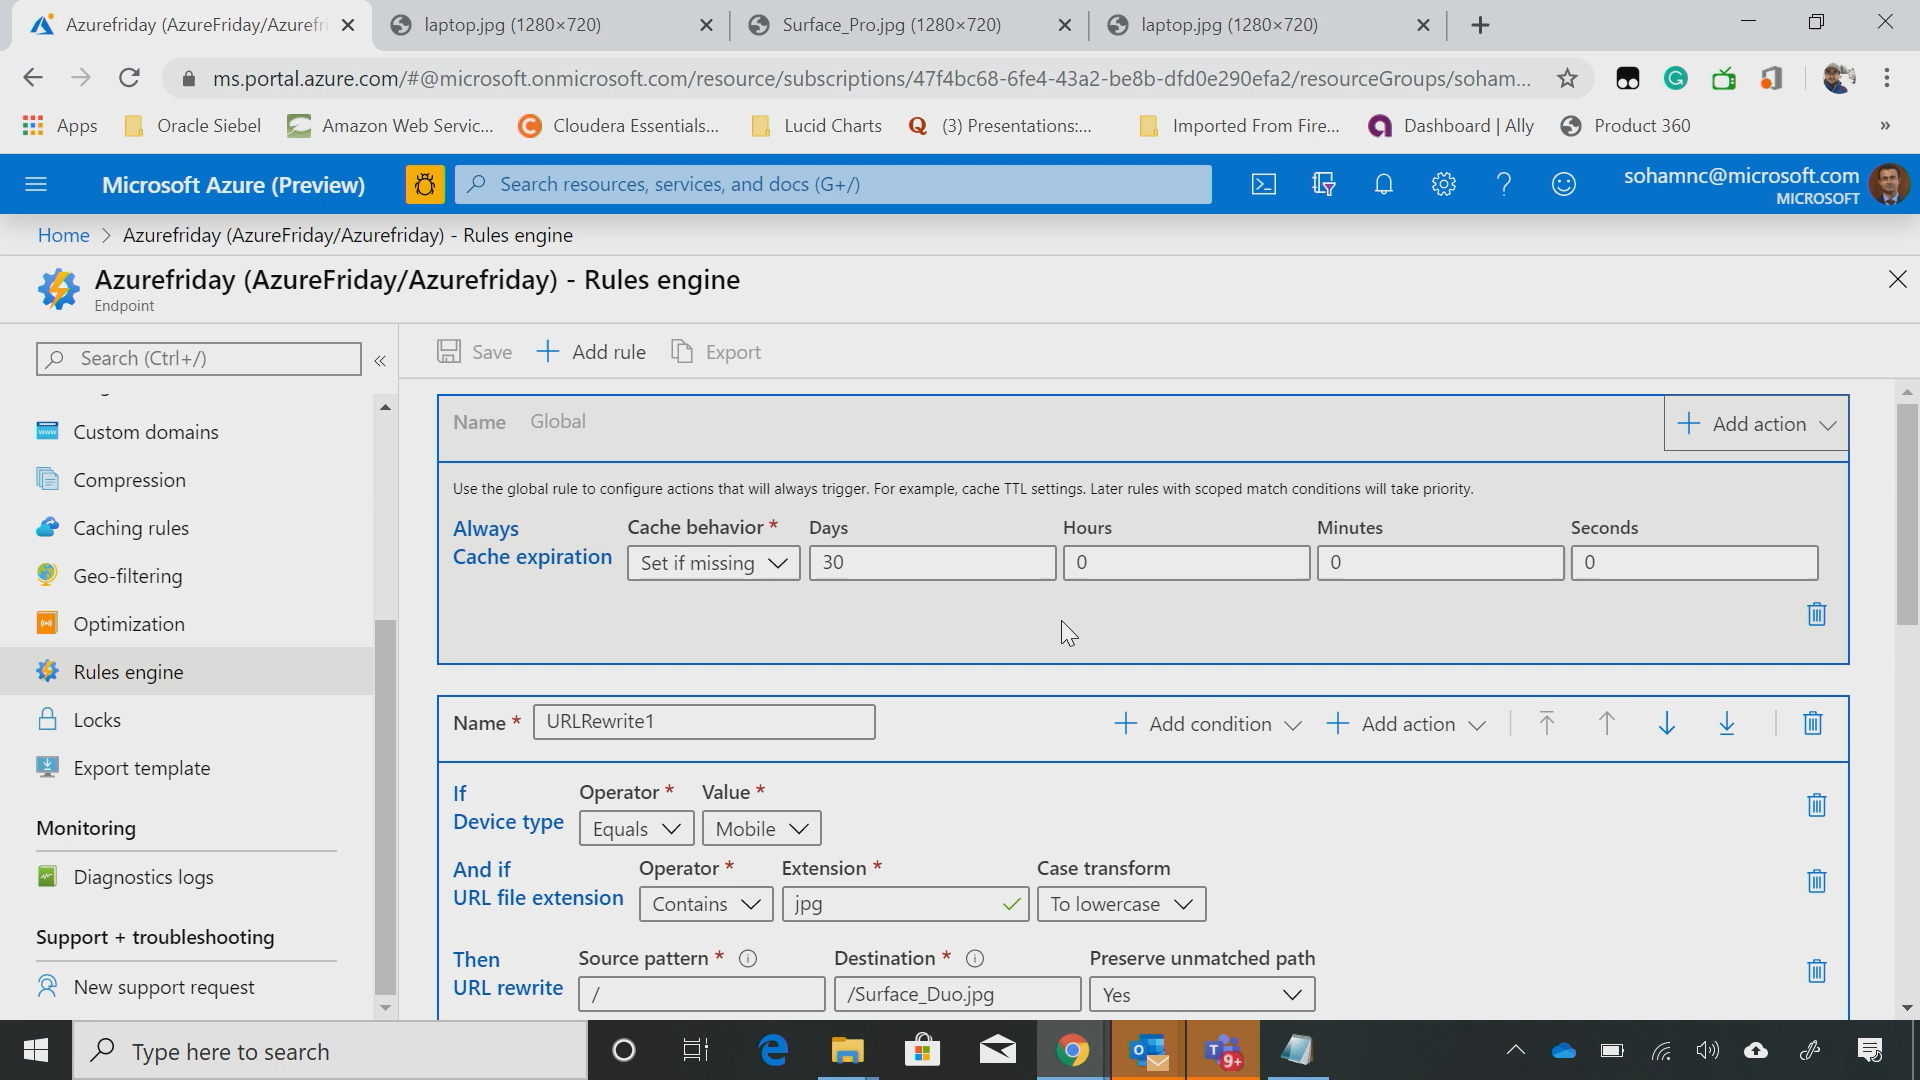 Azurefriday (AzureFriday/Azurefri
laptop.jpg (1280×720)
Surface_Pro.jpg (1280×720)
laptop.jpg (1280×720)
ms.portal.azure.com/#@microsoft.onmicrosoft.com/resource/subscriptions/47f4bc68-6fe4-43a2-be8b-dfd0e290efa2/resourceGroups/soham...
Apps
Oracle Siebel
Amazon Web Servic...
Cloudera Essentials...
Lucid Charts
(3) Presentations:...
Imported From Fire...
Dashboard | Ally
Product 360
»
Microsoft Azure (Preview)
Search resources, services, and docs (G+/)
sohamnc@microsoft.com
MICROSOFT
Home > Azurefriday (AzureFriday/Azurefriday) - Rules engine
Azurefriday (AzureFriday/Azurefriday) - Rules engine
Endpoint
Search (Ctrl+/)
«
Save
Add rule
Export
Custom domains
Compression
Caching rules
Geo-filtering
Optimization
Rules engine
Locks
Export template
Monitoring
Diagnostics logs
Support + troubleshooting
New support request
Name Global
Add action
Use the global rule to configure actions that will always trigger. For example, cache TTL settings. Later rules with scoped match conditions will take priority.
Always
Cache expiration
Cache behavior * Days Hours Minutes Seconds
Set if missing 30 0 0 0
Name * URLRewrite1
Add condition
Add action
If
Device type
Operator * Value *
Equals Mobile
And if
URL file extension
Operator * Extension * Case transform
Contains jpg To lowercase
Then
URL rewrite
Source pattern * Destination * Preserve unmatched path
/ /Surface_Duo.jpg Yes
Type here to search
9+